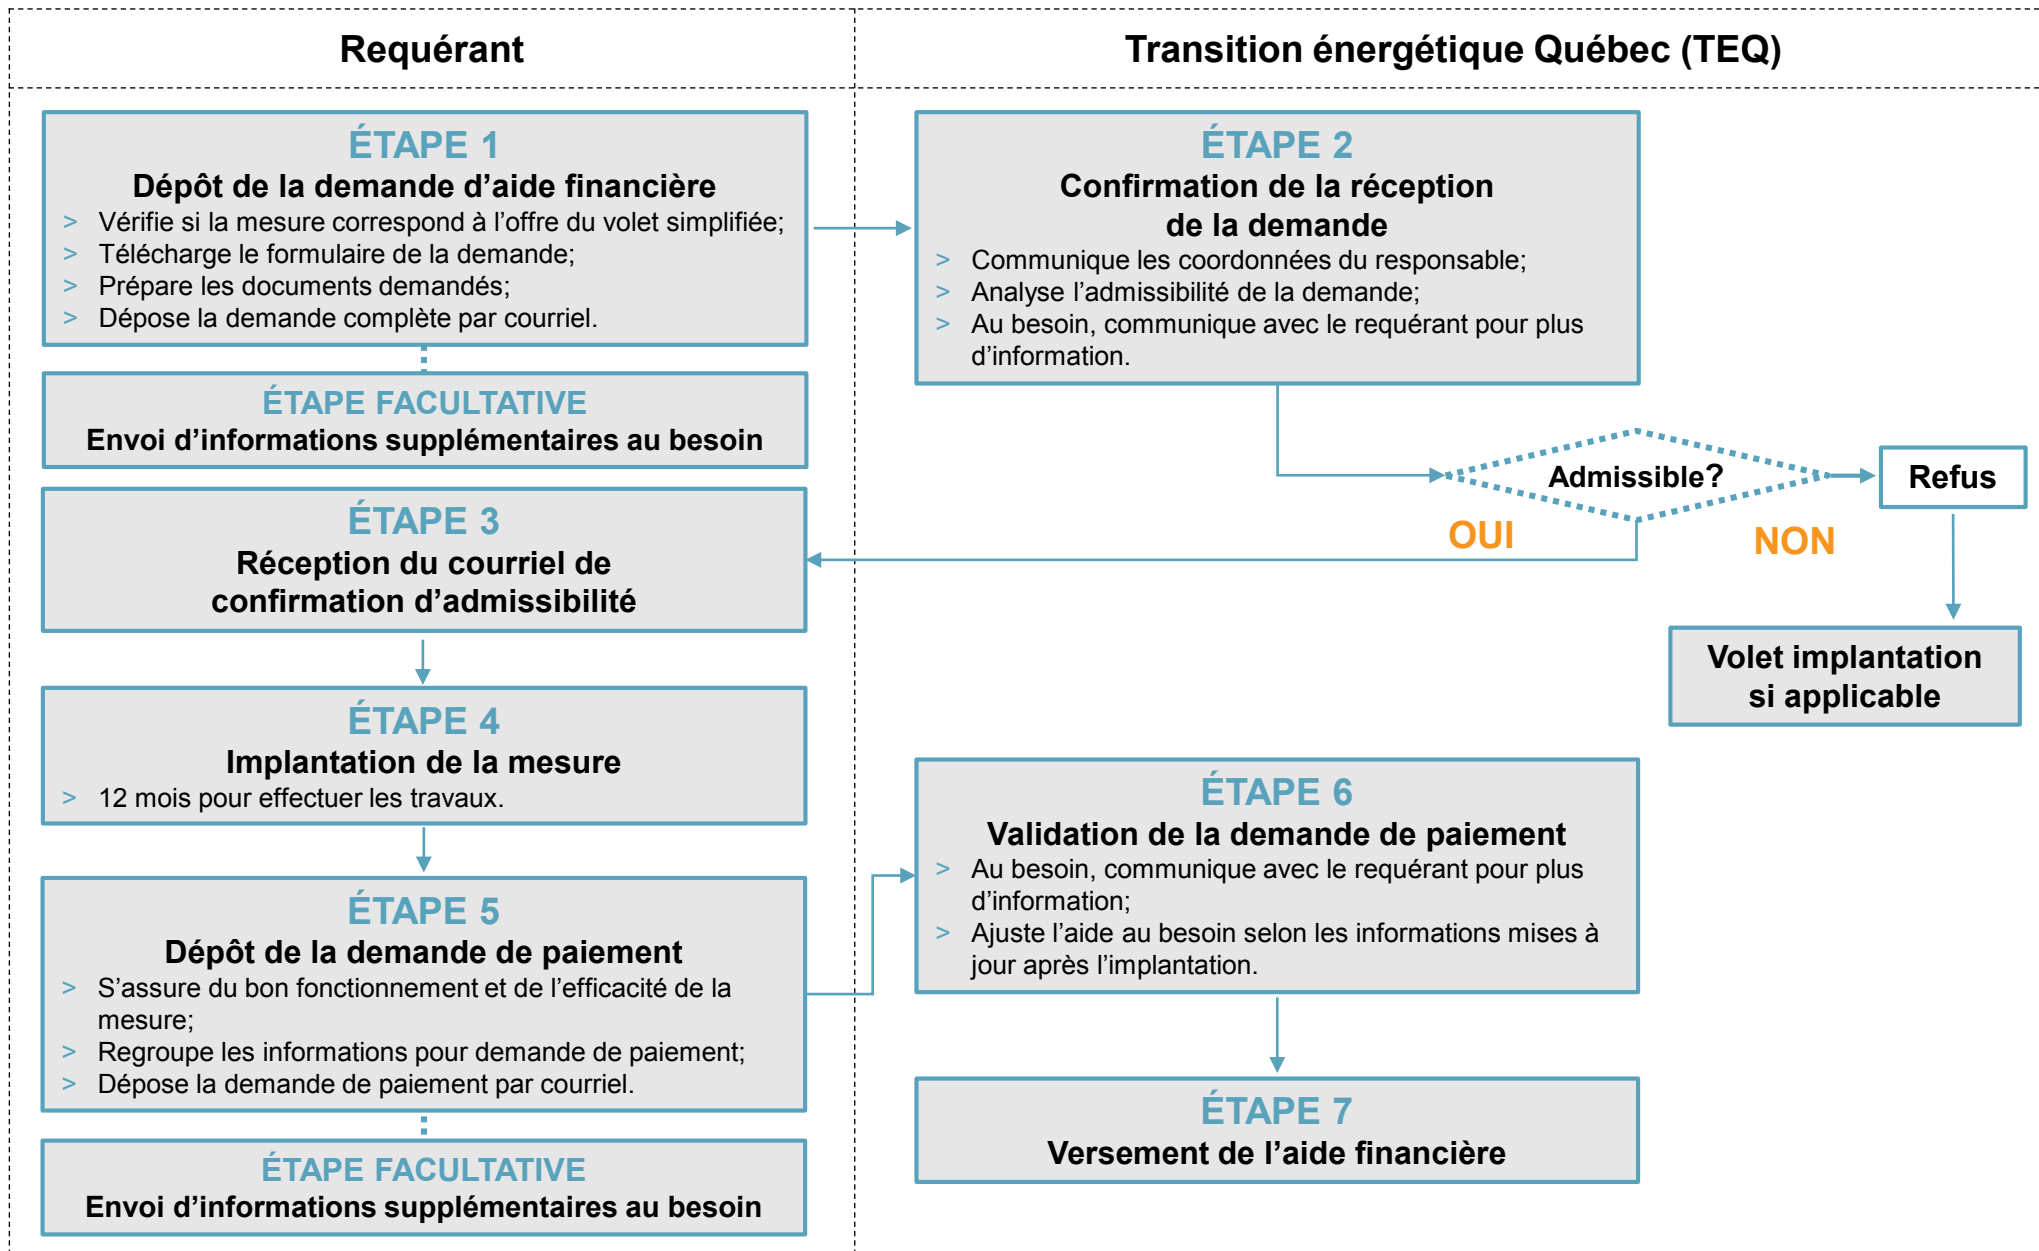 Requérant
Transition énergétique Québec (TEQ)
ÉTAPE 1
Dépôt de la demande d’aide financière
> Vérifie si la mesure correspond à l’offre du volet simplifiée;
> Télécharge le formulaire de la demande;
> Prépare les documents demandés;
> Dépose la demande complète par courriel.
ÉTAPE FACULTATIVE
Envoi d’informations supplémentaires au besoin
ÉTAPE 2
Confirmation de la réception
de la demande
> Communique les coordonnées du responsable;
> Analyse l’admissibilité de la demande;
> Au besoin, communique avec le requérant pour plus
d’information.
Admissible?
Refus
OUI
NON
Volet implantation
si applicable
ÉTAPE 3
Réception du courriel de
confirmation d’admissibilité
ÉTAPE 4
Implantation de la mesure
> 12 mois pour effectuer les travaux.
ÉTAPE 5
Dépôt de la demande de paiement
> S’assure du bon fonctionnement et de l’efficacité de la
mesure;
> Regroupe les informations pour demande de paiement;
> Dépose la demande de paiement par courriel.
ÉTAPE FACULTATIVE
Envoi d’informations supplémentaires au besoin
ÉTAPE 6
Validation de la demande de paiement
> Au besoin, communique avec le requérant pour plus
d’information;
> Ajuste l’aide au besoin selon les informations mises à
jour après l’implantation.
ÉTAPE 7
Versement de l’aide financière